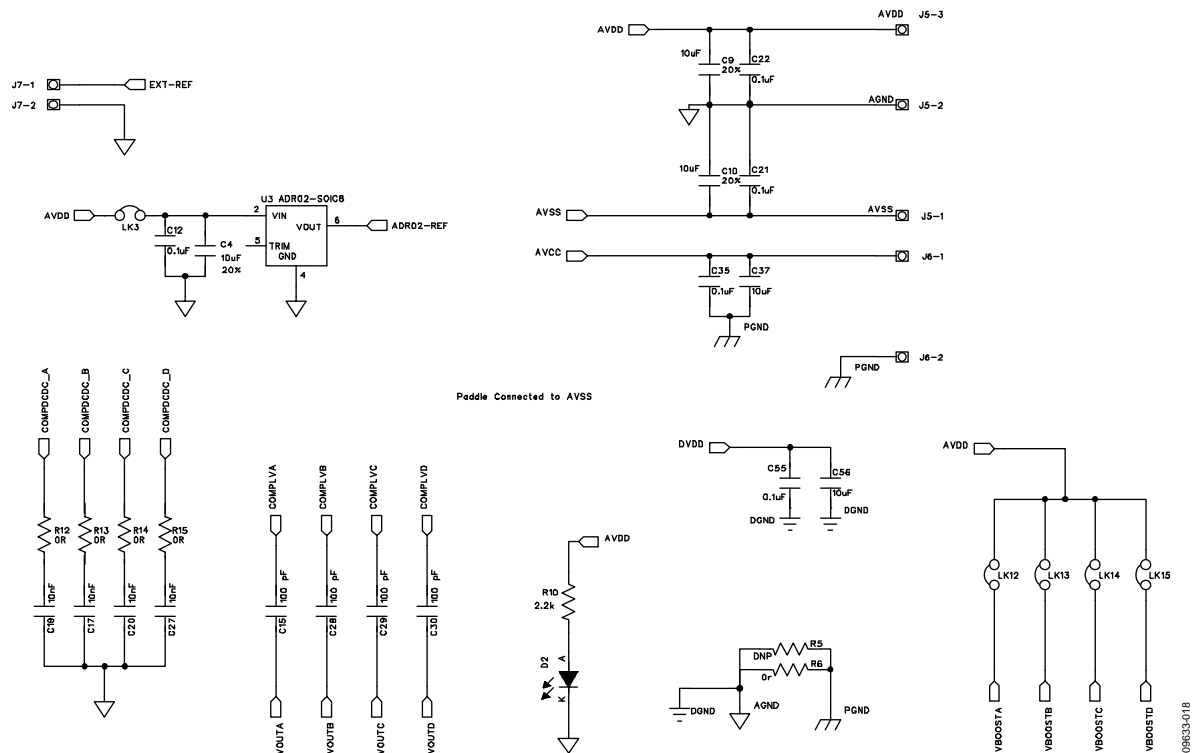 AVDD J5-3
AVDD
10uF C9 C22
20%
0.1uF
J7-1 EXT-REF
J7-2
AGND J5-2
10uF C10 C21
20%
0.1uF
U3 ADR02-SOIC8
AVDD LK3 2 VIN
VOUT 6 ADR02-REF
C12
0.1uF
C4
10uF
20%
5 TRIM
GND
4
AVSS AVSS J5-1
AVCC J6-1
C35 C37
0.1uF 10uF
PGND
PGND J6-2
Paddle Connected to AVSS
COMPDCDC_A COMPDCDC_B COMPDCDC_C COMPDCDC_D
R12 R13 R14 R15
0R 0R 0R 0R
10nF 10nF 10nF 10nF
C19 C17 C20 C27
COMPLVA COMPLVB COMPLVC COMPLVD
100 pF 100 pF 100 pF 100 pF
C15 C28 C29 C30
VOUTA VOUTB VOUTC VOUTD
AVDD
R10
2.2k
D2 A
K
DVDD
C55 C56
0.1uF 10uF
DGND DGND
R5
DNP
R6
0r
DGND AGND PGND
AVDD
LK12 LK13 LK14 LK15
VBOOSTA VBOOSTB VBOOSTC VBOOSTD
09633-018